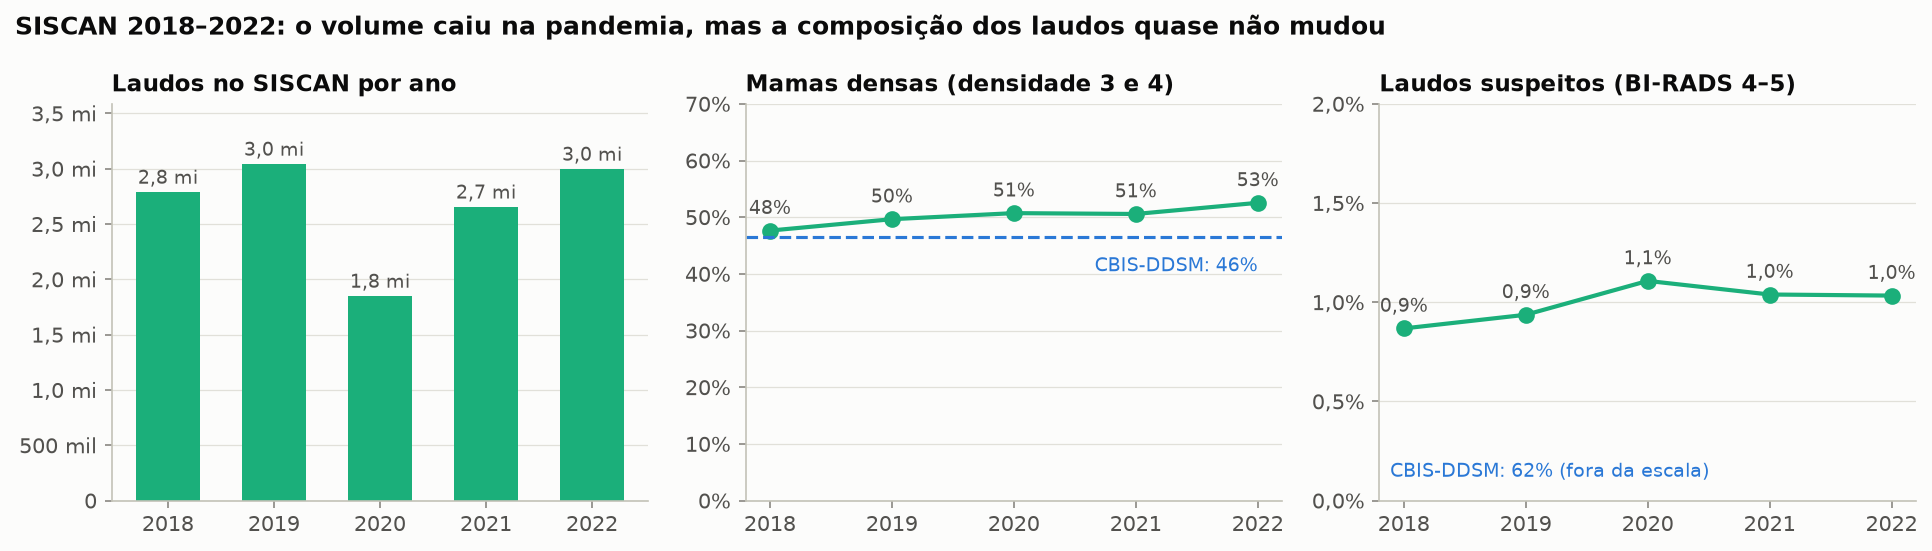 SISCAN 2018–2022: o volume caiu na pandemia, mas a composição dos laudos quase não mudou
Laudos no SISCAN por ano
3,5 mi
3,0 mi
2,5 mi
2,0 mi
1,5 mi
1,0 mi
500 mil
0
2,8 mi
3,0 mi
1,8 mi
2,7 mi
3,0 mi
2018
2019
2020
2021
2022
Mamas densas (densidade 3 e 4)
70%
60%
50%
40%
30%
20%
10%
0%
48%
50%
51%
51%
53%
CBIS-DDSM: 46%
2018
2019
2020
2021
2022
Laudos suspeitos (BI-RADS 4–5)
2,0%
1,5%
1,0%
0,5%
0,0%
0,9%
0,9%
1,1%
1,0%
1,0%
CBIS-DDSM: 62% (fora da escala)
2018
2019
2020
2021
2022